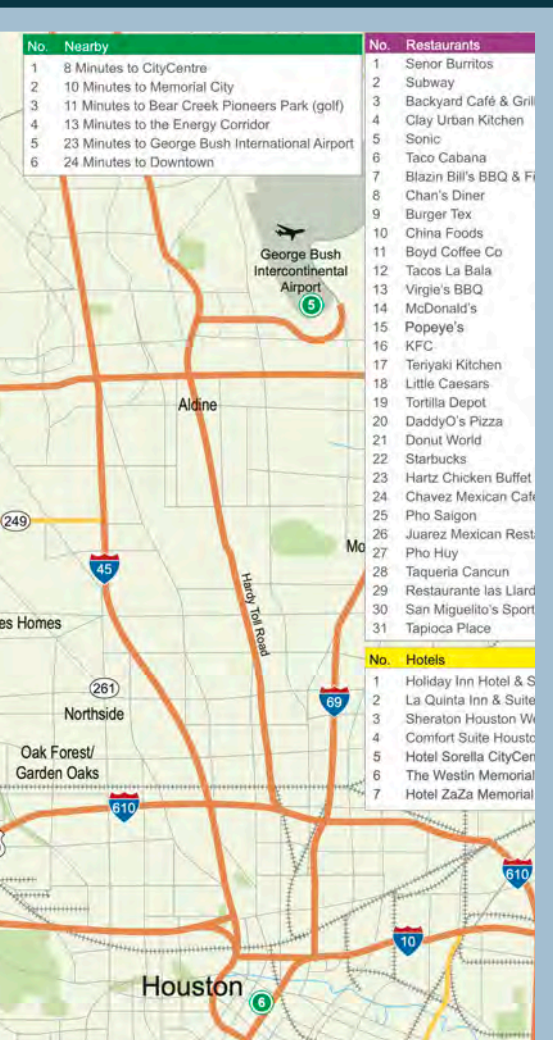 No. Nearby
1 8 Minutes to CityCentre
2 10 Minutes to Memorial City
3 11 Minutes to Bear Creek Pioneers Park (golf)
4 13 Minutes to the Energy Corridor
5 23 Minutes to George Bush International Airport
6 24 Minutes to Downtown
No. Restaurants
1 Senor Burritos
2 Subway
3 Backyard Café & Gril
4 Clay Urban Kitchen
5 Sonic
6 Taco Cabana
7 Blazin Bill's BBQ & Fi
8 Chan's Diner
9 Burger Tex
10 China Foods
11 Boyd Coffee Co
12 Tacos La Bala
13 Virgie's BBQ
14 McDonald's
15 Popeye's
16 KFC
17 Teriyaki Kitchen
18 Little Caesars
19 Tortilla Depot
20 DaddyO's Pizza
21 Donut World
22 Starbucks
23 Hartz Chicken Buffet
24 Chavez Mexican Cafe
25 Pho Saigon
26 Juarez Mexican Rest
27 Pho Huy
28 Taqueria Cancun
29 Restaurante las Llard
30 San Miguelito's Sport
31 Tapioca Place
No. Hotels
1 Holiday Inn Hotel & S
2 La Quinta Inn & Suite
3 Sheraton Houston We
4 Comfort Suite Housto
5 Hotel Sorella CityCen
6 The Westin Memorial
7 Hotel ZaZa Memorial
George Bush
Intercontinental
Airport
5
Aldine
249
45
Mo
Hardy Toll Road
es Homes
261
Northside
69
Oak Forest/
Garden Oaks
610
610
10
Houston
6